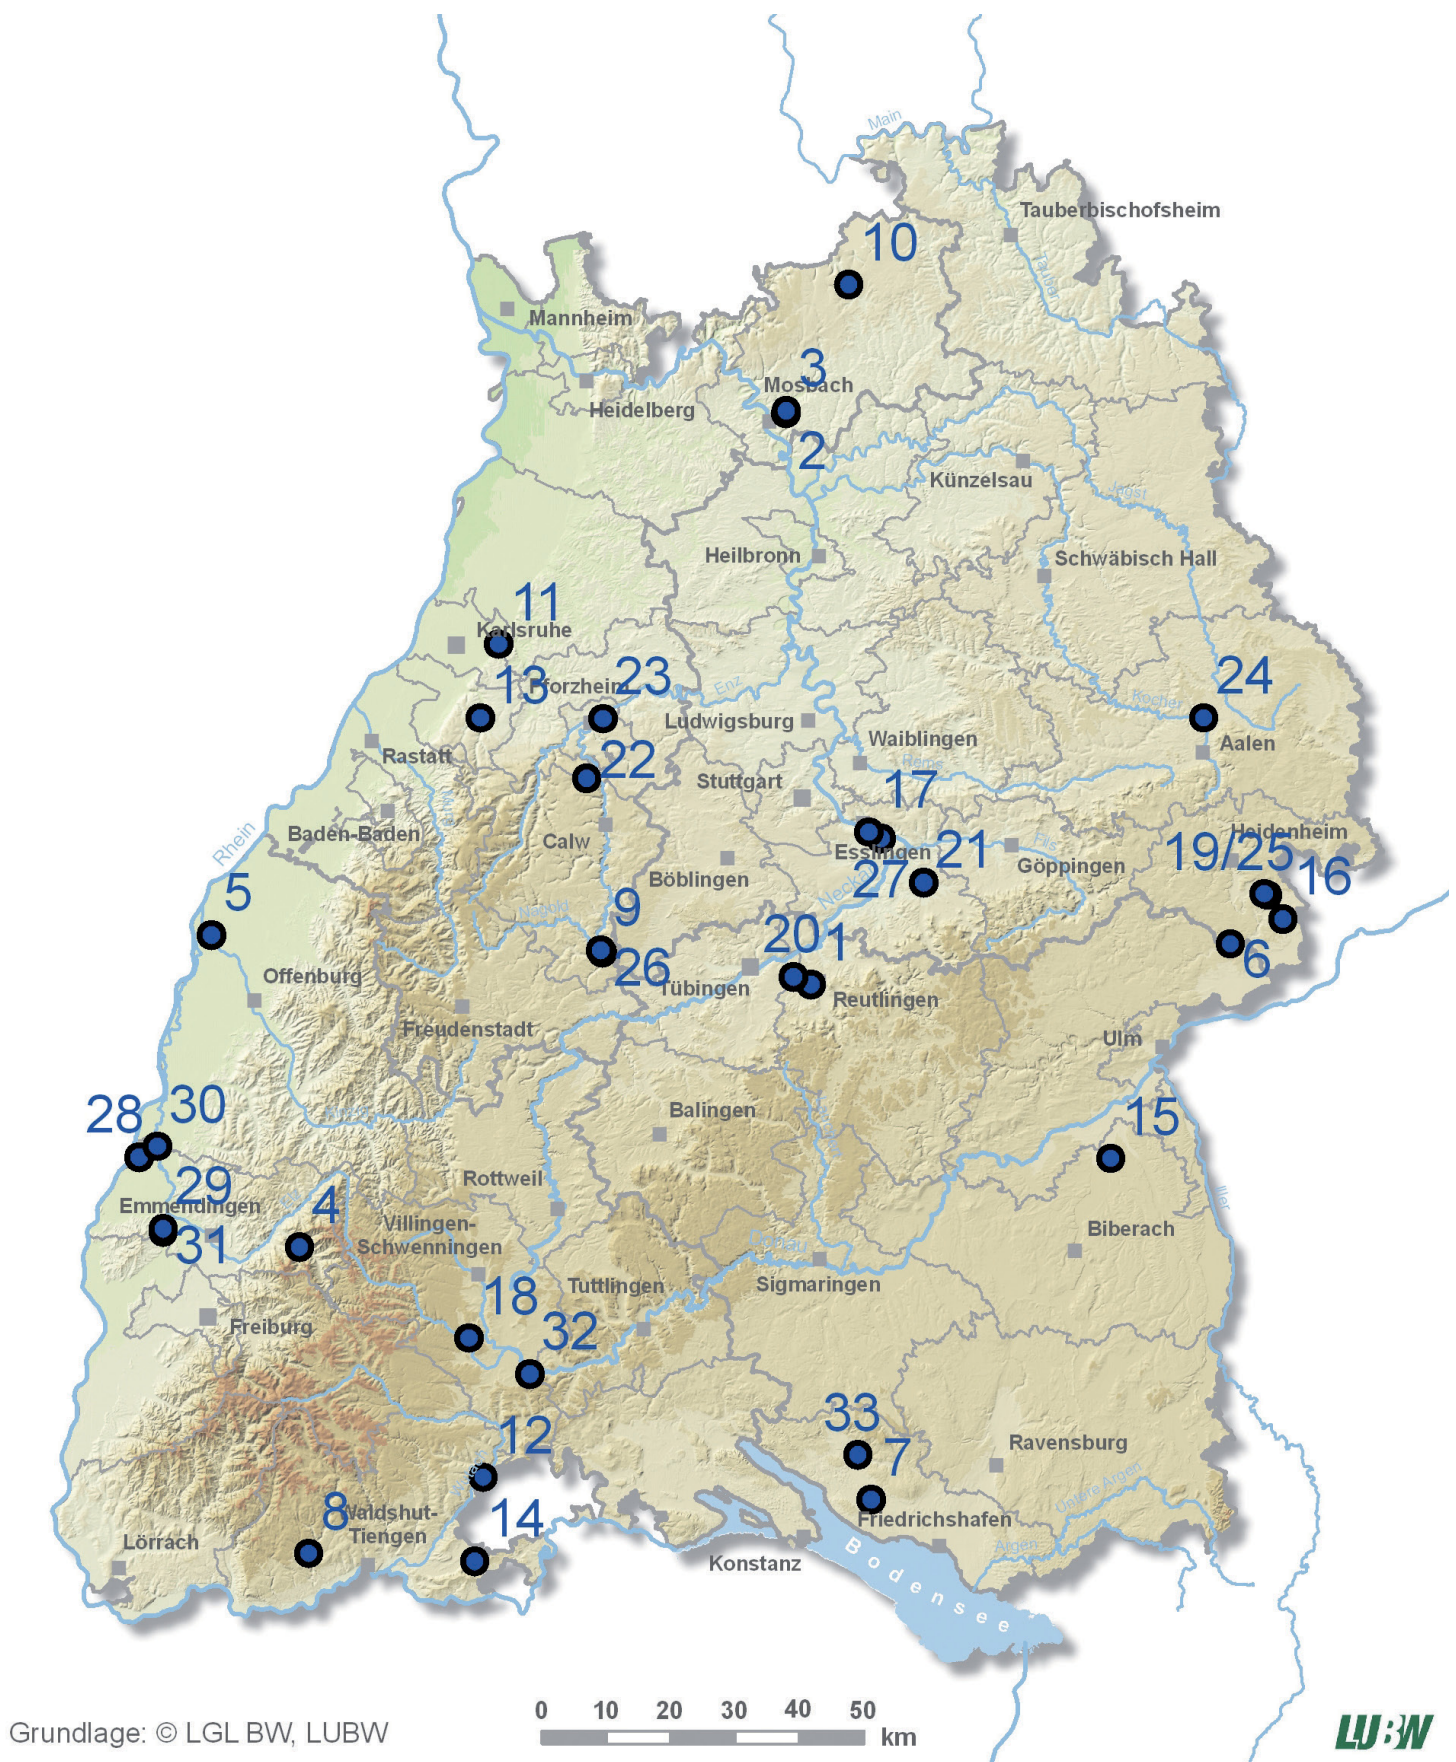 Main
Tauberbischofsheim
10
Tauber
Mannheim
3
Mosbach
Heidelberg
2
Künzelsau
Jagst
Heilbronn
Schwäbisch Hall
11
Karlsruhe
13
Pforzheim
23
Enz
24
Kocher
Ludwigsburg
Waiblingen
Aalen
Rastatt
22
Rems
Stuttgart
17
Murg
Baden-Baden
Calw
Esslingen
21
Fils
Göppingen
Heidenheim
19/25
16
Rhein
Böblingen
27
Neckar
5
9
Nagold
26
20
1
6
Offenburg
Tübingen
Reutlingen
Freudenstadt
Ulm
28
30
Kinzig
Balingen
15
29
Emmendingen
4
Rottweil
Iller
31
Villingen-
Schwenningen
Biberach
Donau
18
Tuttlingen
Sigmaringen
Freiburg
32
33
12
7
Ravensburg
8
Waldshut-
Tiengen
14
Untere Argen
Friedrichshafen
Lörrach
Konstanz
Argen
Bodensee
0 10 20 30 40 50
km
Grundlage: © LGL BW, LUBW
LUBW